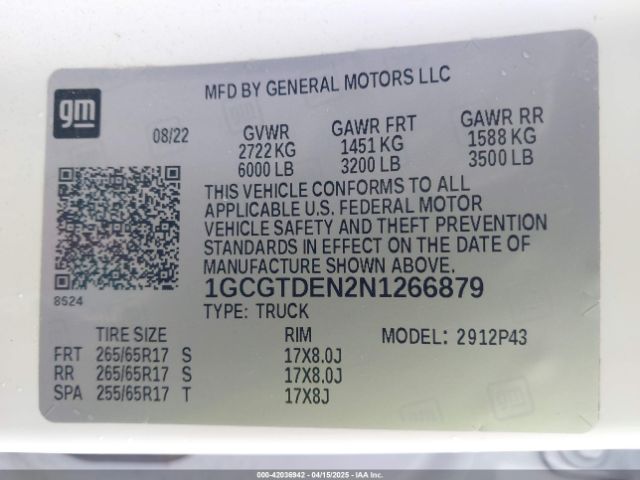 MFD BY GENERAL MOTORS LLC
gm
08/22
GVWR GAWR FRT GAWR RR
2722 KG 1451 KG 1588 KG
6000 LB 3200 LB 3500 LB
THIS VEHICLE CONFORMS TO ALL
APPLICABLE U.S. FEDERAL MOTOR
VEHICLE SAFETY AND THEFT PREVENTION
STANDARDS IN EFFECT ON THE DATE OF
MANUFACTURE SHOWN ABOVE.
8524
1GCGTDEN2N1266879
TYPE: TRUCK
TIRE SIZE RIM MODEL: 2912P43
FRT 265/65R17 S 17X8.0J
RR 265/65R17 S 17X8.0J
SPA 255/65R17 T 17X8J
gm
000-42036942 - 04/15/2025 - IAAI.COM